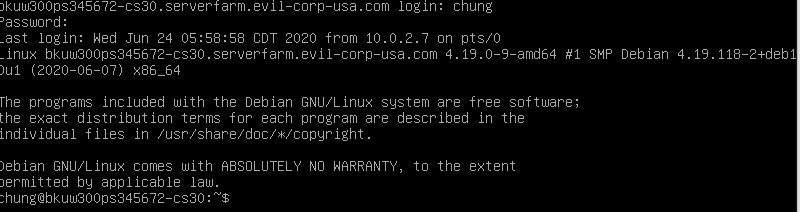 bkuw300ps345672-cs30.serverfarm.evil-corp-usa.com login: chung
Password:
Last login: Wed Jun 24 05:58:58 CDT 2020 from 10.0.2.7 on pts/0
Linux bkuw300ps345672-cs30.serverfarm.evil-corp-usa.com 4.19.0-9-amd64 #1 SMP Debian 4.19.118-2+deb1
0u1 (2020-06-07) x86_64
The programs included with the Debian GNU/Linux system are free software;
the exact distribution terms for each program are described in the
individual files in /usr/share/doc/*/copyright.
Debian GNU/Linux comes with ABSOLUTELY NO WARRANTY, to the extent
permitted by applicable law.
chung@bkuw300ps345672-cs30:~$